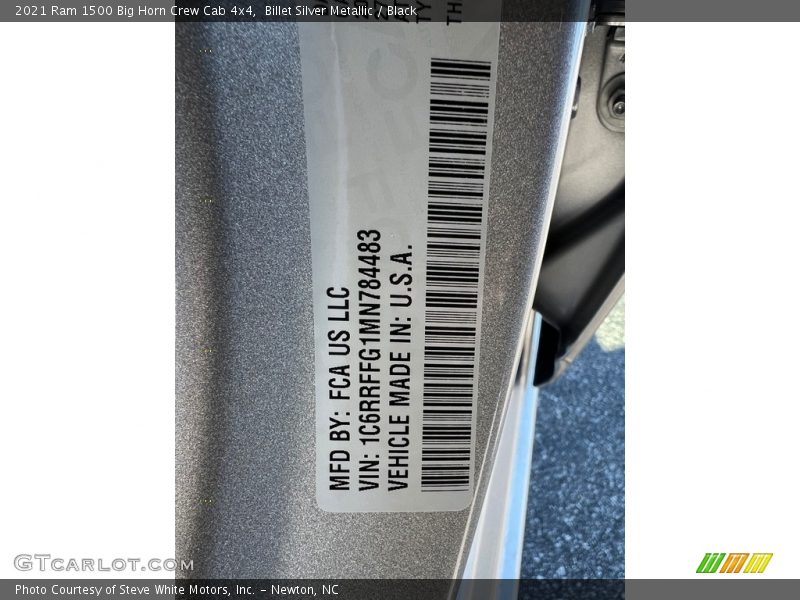 2021 Ram 1500 Big Horn Crew Cab 4x4,  Billet Silver Metallic / Black
MFD BY: FCA US LLC
VIN: 1C6RRFFG1MN784483
VEHICLE MADE IN: U.S.A.
GTCARLOT.COM
Photo Courtesy of Steve White Motors, Inc. – Newton, NC